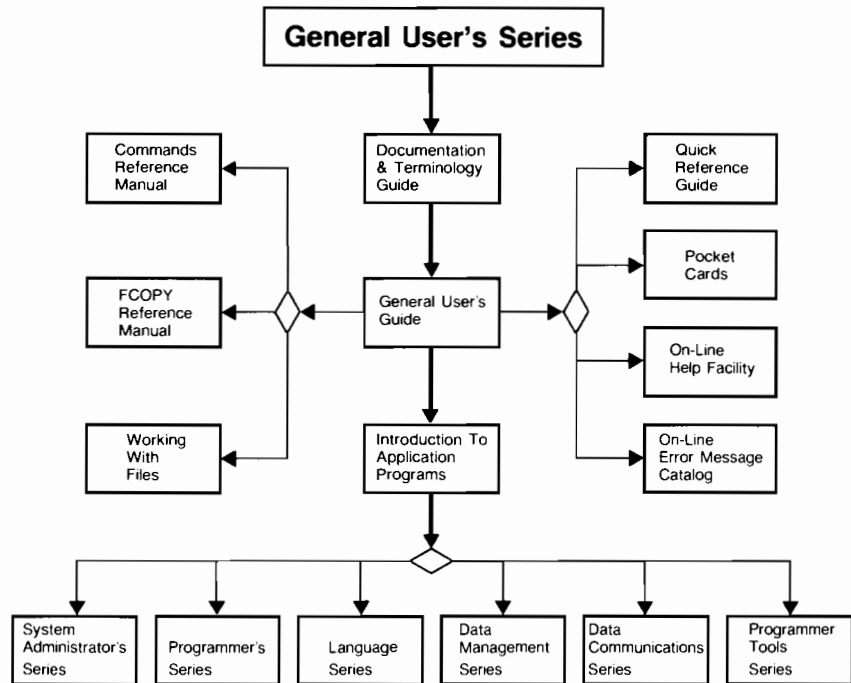 General User's Series
Commands
Reference
Manual
Documentation
& Terminology
Guide
Quick
Reference
Guide
Pocket
Cards
FCOPY
Reference
Manual
General User's
Guide
On-Line
Help Facility
Working
With
Files
Introduction To
Application
Programs
On-Line
Error Message
Catalog
System
Administrator's
Series
Programmer's
Series
Language
Series
Data
Management
Series
Data
Communications
Series
Programmer
Tools
Series